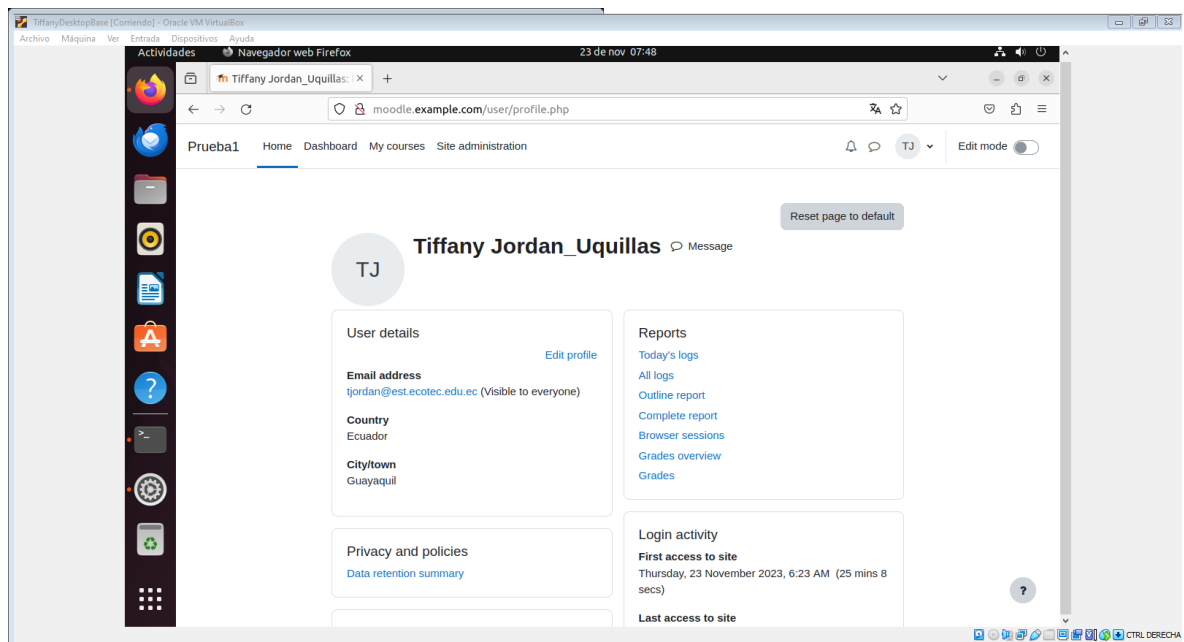 TiffanyDesktopBase [Corriendo] - Oracle VM VirtualBox
Archivo Máquina Ver Entrada Dispositivos Ayuda
Actividades Navegador web Firefox 23 de nov 07:48
Tiffany Jordan_Uquillas:
moodle.example.com/user/profile.php
Prueba1 Home Dashboard My courses Site administration TJ Edit mode
Reset page to default
TJ
Tiffany Jordan_Uquillas Message
User details
Edit profile
Email address
tjordan@est.ecotec.edu.ec (Visible to everyone)
Country
Ecuador
City/town
Guayaquil
Privacy and policies
Data retention summary
Reports
Today's logs
All logs
Outline report
Complete report
Browser sessions
Grades overview
Grades
Login activity
First access to site
Thursday, 23 November 2023, 6:23 AM (25 mins 8
secs)
Last access to site
?
CTRL DERECHA